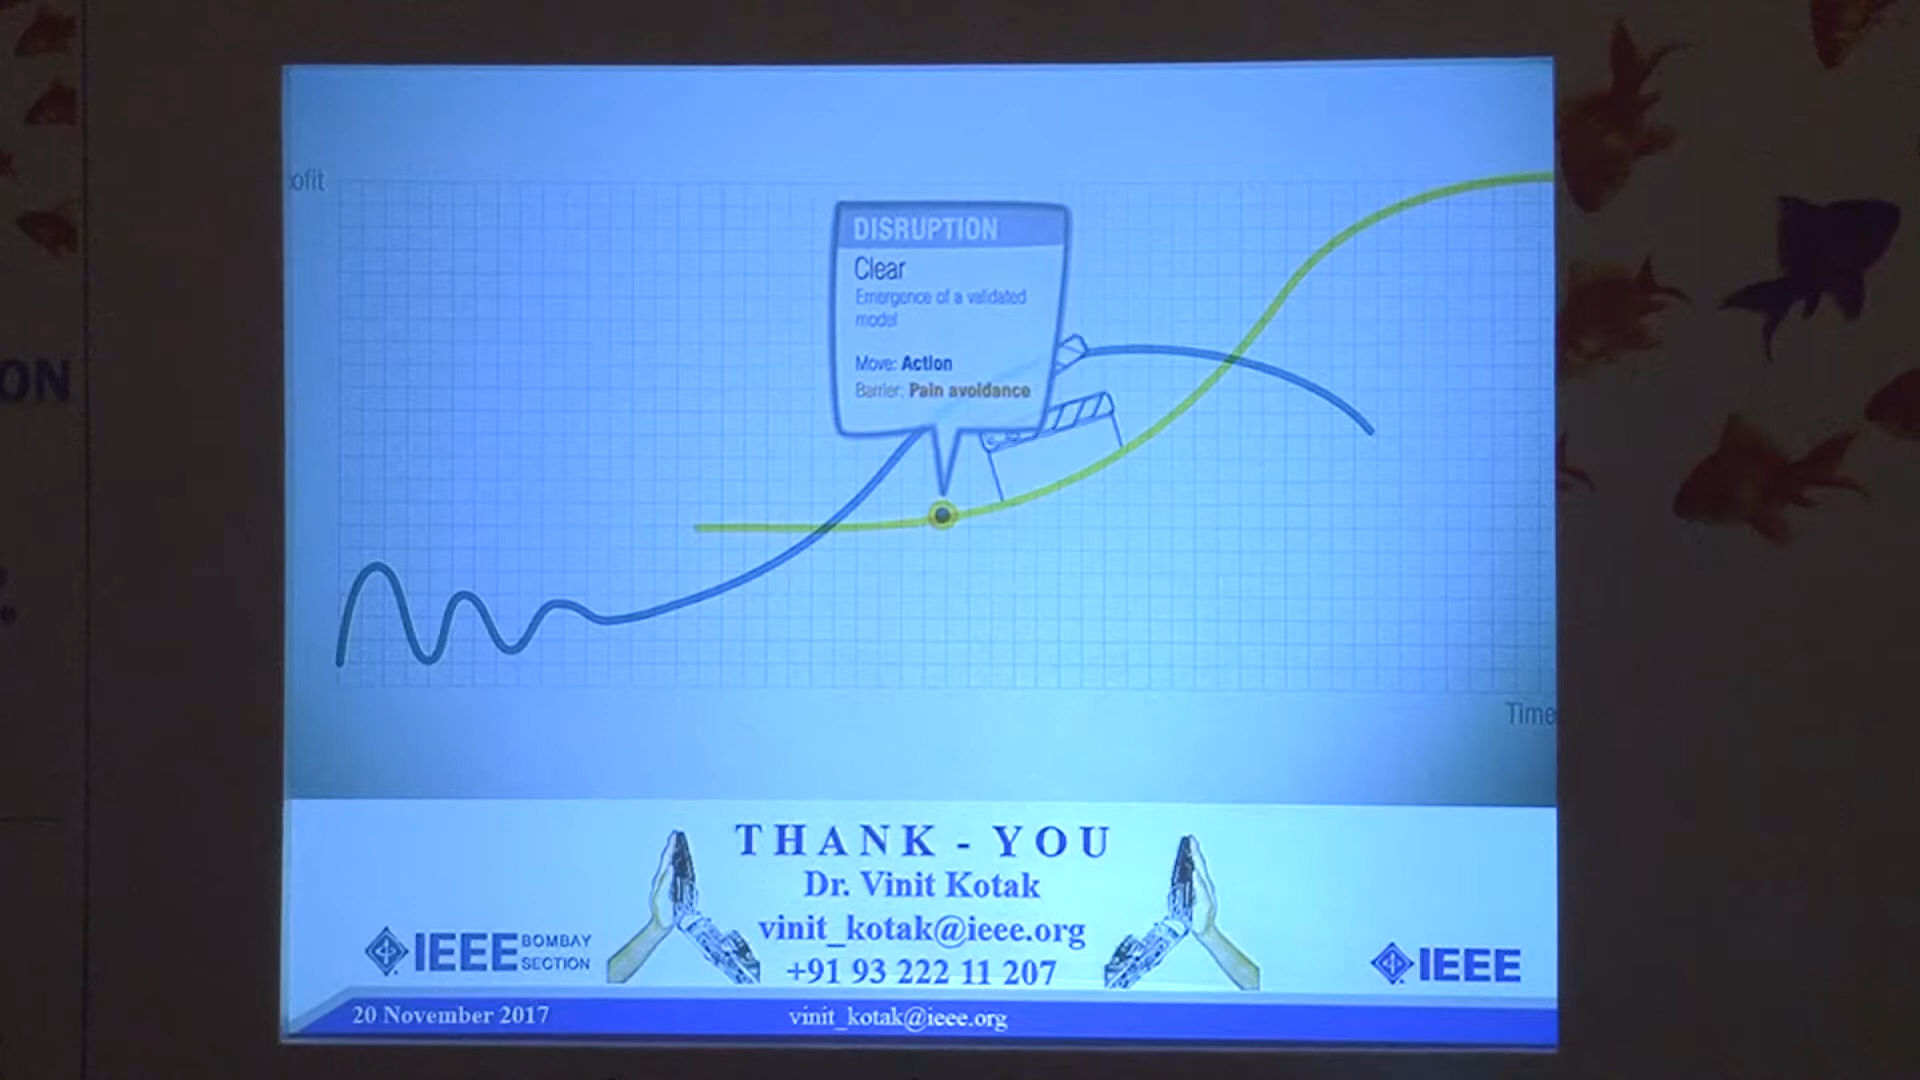 ofit
DISRUPTION
Clear
Emergence of a validated
model
Move: Action
Barrier: Pain avoidance
ON
Time
THANK - YOU
Dr. Vinit Kotak
vinit_kotak@ieee.org
+91 93 222 11 207
IEEE BOMBAY
SECTION
IEEE
20 November 2017
vinit_kotak@ieee.org